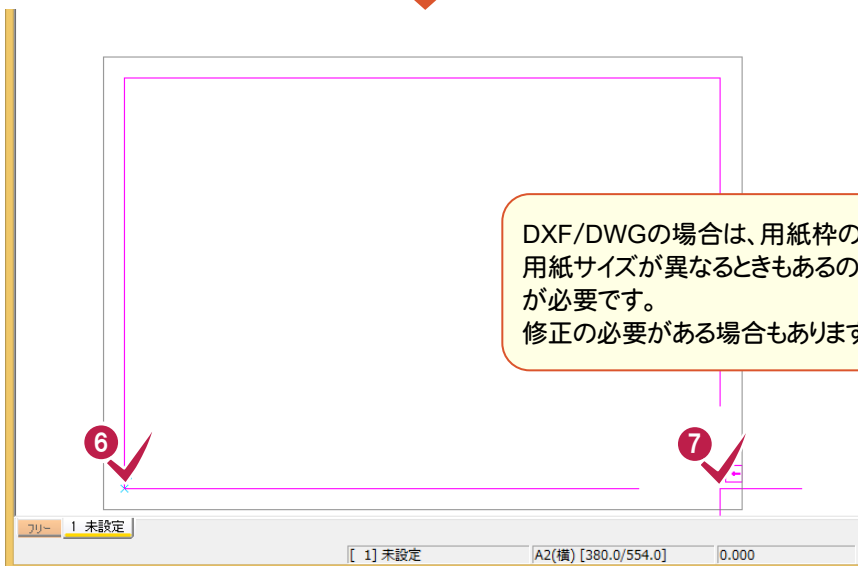 DXF/DWGの場合は、用紙枠の
用紙サイズが異なるときもあるの
が必要です。
修正の必要がある場合もあります
6
7
フリー
1 未設定
[ 1] 未設定
A2(横) [380.0/554.0]
0.000